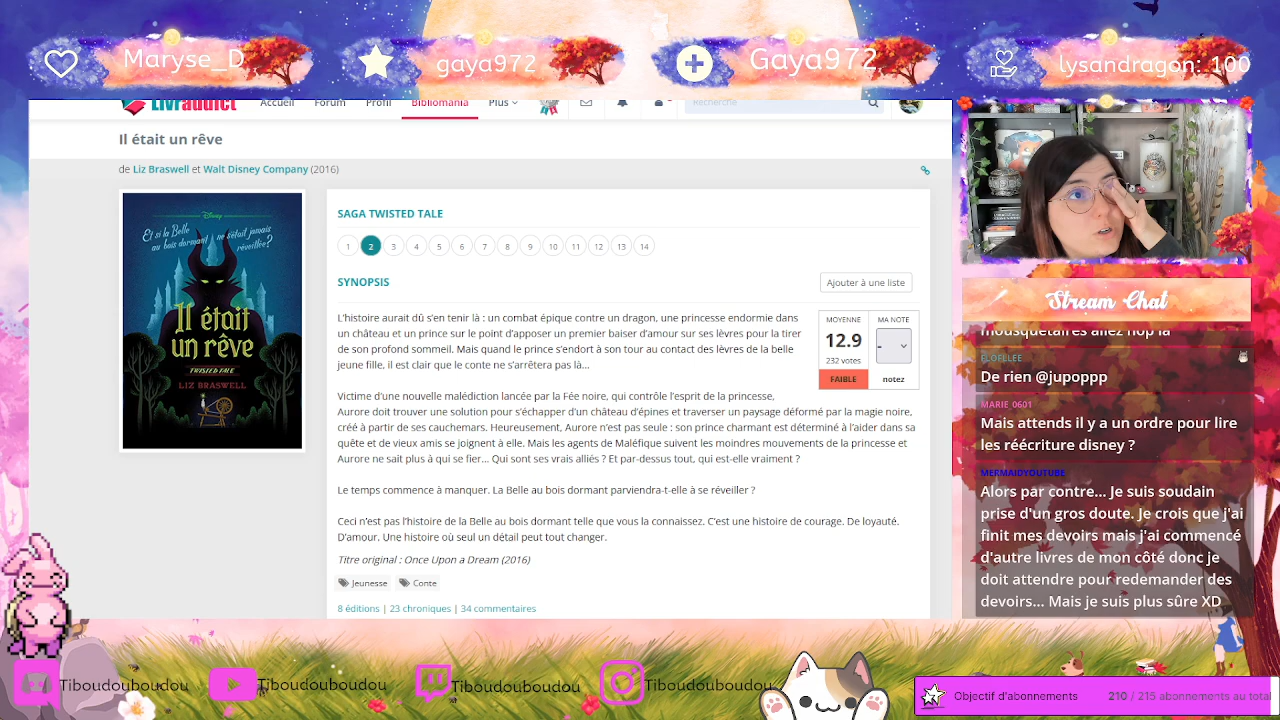 Maryse_D
gaya972
Gaya972
lysandragon: 100
Livraddict
Accueil
Forum
Profil
Bibliomania
Plus
Recherche
Il était un rêve
de Liz Braswell et Walt Disney Company (2016)
Disney
Et si la Belle
au bois dormant
ne s'était jamais
réveillée?
Il était
un rêve
TWISTED TALE
LIZ BRASWELL
SAGA TWISTED TALE
1 2 3 4 5 6 7 8 9 10 11 12 13 14
SYNOPSIS
Ajouter à une liste
L'histoire aurait dû s'en tenir là : un combat épique contre un dragon, une princesse endormie dans
un château et un prince sur le point d'apposer un premier baiser d'amour sur ses lèvres pour la tirer
de son profond sommeil. Mais quand le prince s'endort à son tour au contact des lèvres de la belle
jeune fille, il est clair que le conte ne s'arrêtera pas là...
MOYENNE
12.9
232 votes
FAIBLE
MA NOTE
-
notez
Victime d'une nouvelle malédiction lancée par la Fée noire, qui contrôle l'esprit de la princesse,
Aurore doit trouver une solution pour s'échapper d'un château d'épines et traverser un paysage déformé par la magie noire,
créé à partir de ses cauchemars. Heureusement, Aurore n'est pas seule : son prince charmant est déterminé à l'aider dans sa
quête et de vieux amis se joignent à elle. Mais les agents de Maléfique suivent les moindres mouvements de la princesse et
Aurore ne sait plus à qui se fier... Qui sont ses vrais alliés ? Et par-dessus tout, qui est-elle vraiment ?
Le temps commence à manquer. La Belle au bois dormant parviendra-t-elle à se réveiller ?
Ceci n'est pas l'histoire de la Belle au bois dormant telle que vous la connaissez. C'est une histoire de courage. De loyauté.
D'amour. Une histoire où seul un détail peut tout changer.
Titre original : Once Upon a Dream (2016)
Jeunesse
Conte
8 éditions | 23 chroniques | 34 commentaires
Stream Chat
mousquetaires allez hop là
FLOFLLEE
De rien @jupoppp
MARIE_0601
Mais attends il y a un ordre pour lire
les réécriture disney ?
MERMAIDYOUTUBE
Alors par contre... Je suis soudain
prise d'un gros doute. Je crois que j'ai
finit mes devoirs mais j'ai commencé
d'autre livres de mon côté donc je
doit attendre pour redemander des
devoirs... Mais je suis plus sûre XD
Tiboudouboudou
Tiboudouboudou
Tiboudouboudou
Tiboudouboudou
Objectif d'abonnements
210 / 215 abonnements au total